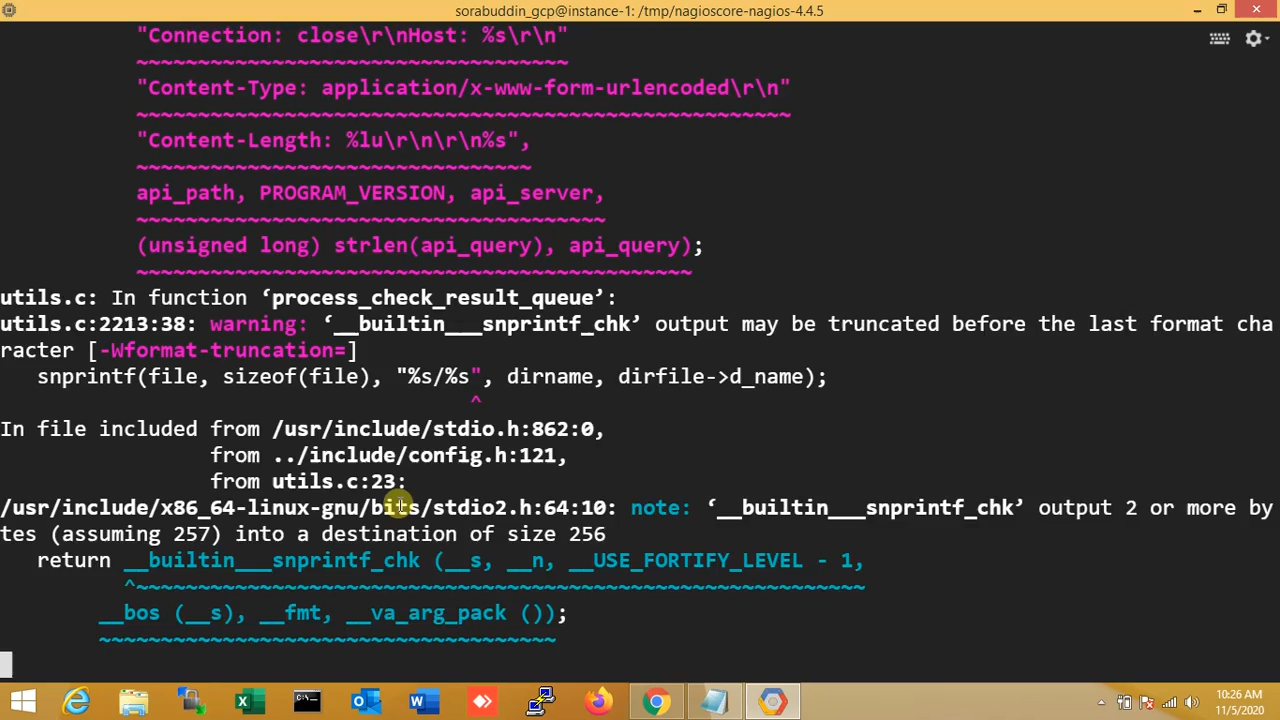 sorabuddin_gcp@instance-1: /tmp/nagioscore-nagios-4.4.5
"Connection: close\r\nHost: %s\r\n"
~~~~~~~~~~~~~~~~~~~~~~~~~~~~~~~~~~~
"Content-Type: application/x-www-form-urlencoded\r\n"
~~~~~~~~~~~~~~~~~~~~~~~~~~~~~~~~~~~~~~~~~~~~~~~~~~~~~
"Content-Length: %lu\r\n\r\n%s",
~~~~~~~~~~~~~~~~~~~~~~~~~~~~~~~~
api_path, PROGRAM_VERSION, api_server,
~~~~~~~~~~~~~~~~~~~~~~~~~~~~~~~~~~~~~~
(unsigned long) strlen(api_query), api_query);
~~~~~~~~~~~~~~~~~~~~~~~~~~~~~~~~~~~~~~~~~~~~~
utils.c: In function ‘process_check_result_queue’:
utils.c:2213:38: warning: ‘__builtin___snprintf_chk’ output may be truncated before the last format cha
racter [-Wformat-truncation=]
snprintf(file, sizeof(file), "%s/%s", dirname, dirfile->d_name);
^
In file included from /usr/include/stdio.h:862:0,
from ../include/config.h:121,
from utils.c:23:
/usr/include/x86_64-linux-gnu/bits/stdio2.h:64:10: note: ‘__builtin___snprintf_chk’ output 2 or more by
tes (assuming 257) into a destination of size 256
return __builtin___snprintf_chk (__s, __n, __USE_FORTIFY_LEVEL - 1,
^~~~~~~~~~~~~~~~~~~~~~~~~~~~~~~~~~~~~~~~~~~~~~~~~~~~~~~~~~~~
__bos (__s), __fmt, __va_arg_pack ());
~~~~~~~~~~~~~~~~~~~~~~~~~~~~~~~~~~~~~
10:26 AM
11/5/2020